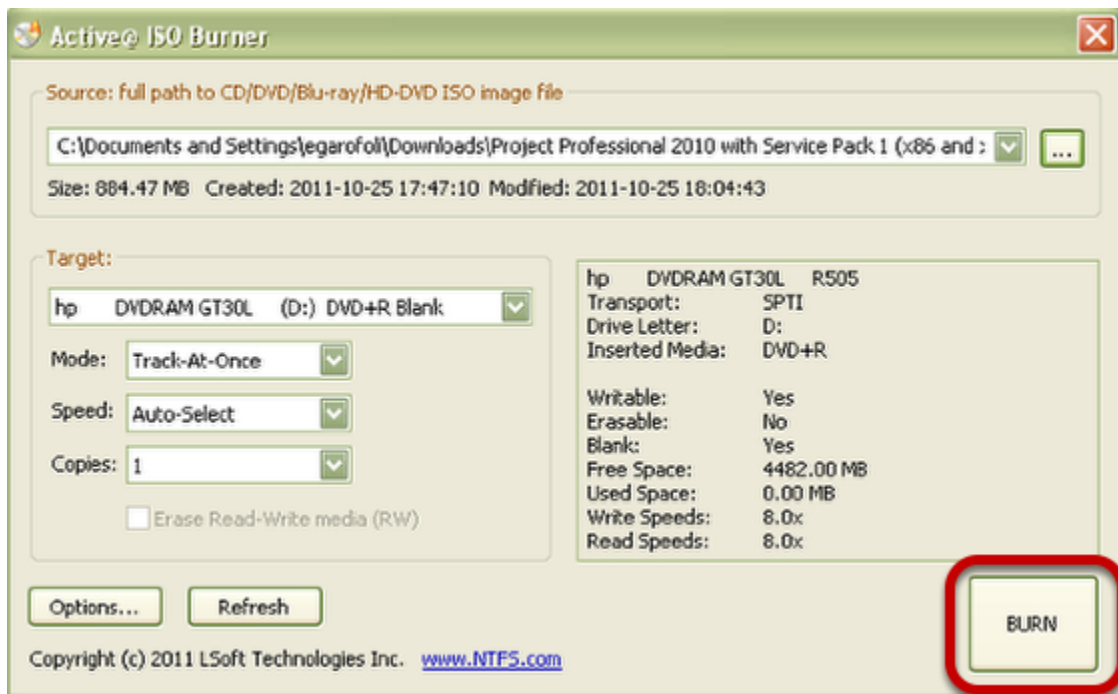 Active@ ISO Burner
Source: full path to CD/DVD/Blu-ray/HD-DVD ISO image file
C:\Documents and Settings\egarofoli\Downloads\Project Professional 2010 with Service Pack 1 (x86 and
...
Size: 884.47 MB Created: 2011-10-25 17:47:10 Modified: 2011-10-25 18:04:43
Target:
hp DVDRAM GT30L (D:) DVD+R Blank
Mode: Track-At-Once
Speed: Auto-Select
Copies: 1
Erase Read-Write media (RW)
hp DVDRAM GT30L R505
Transport: SPTI
Drive Letter: D:
Inserted Media: DVD+R
Writable: Yes
Erasable: No
Blank: Yes
Free Space: 4482.00 MB
Used Space: 0.00 MB
Write Speeds: 8.0x
Read Speeds: 8.0x
Options... Refresh
BURN
Copyright (c) 2011 LSoft Technologies Inc. www.NTFS.com